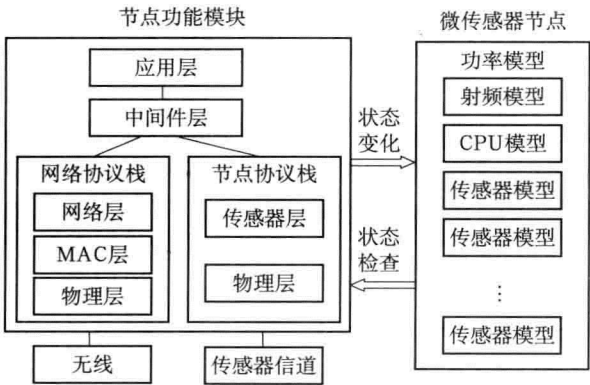 节点功能模块
应用层
中间件层
网络协议栈
网络层
MAC层
物理层
节点协议栈
传感器层
物理层
无线
传感器信道
状态
变化
状态
检查
微传感器节点
功率模型
射频模型
CPU模型
传感器模型
传感器模型
⋮
传感器模型